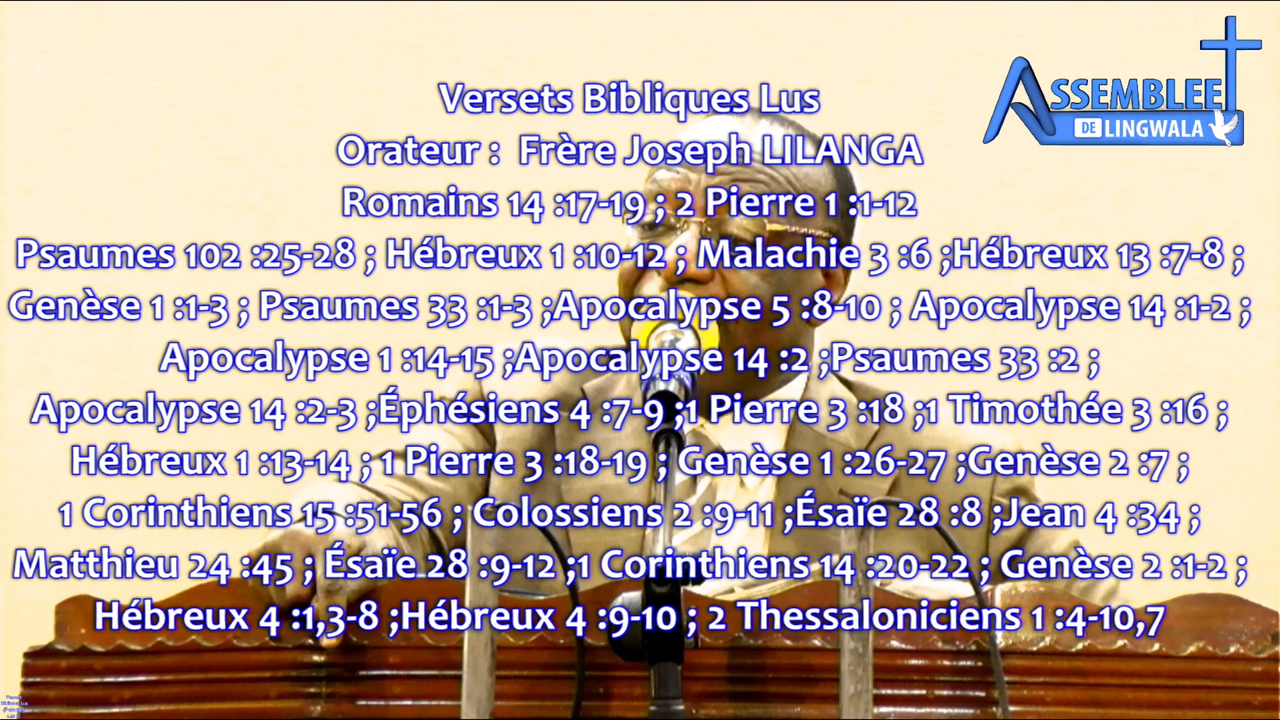 ASSEMBLEE
DE LINGWALA
Versets Bibliques Lus
Orateur :  Frère Joseph LILANGA
Romains 14 :17-19 ; 2 Pierre 1 :1-12
Psaumes 102 :25-28 ; Hébreux 1 :10-12 ; Malachie 3 :6 ;Hébreux 13 :7-8 ;
Genèse 1 :1-3 ; Psaumes 33 :1-3 ;Apocalypse 5 :8-10 ; Apocalypse 14 :1-2 ;
Apocalypse 1 :14-15 ;Apocalypse 14 :2 ;Psaumes 33 :2 ;
Apocalypse 14 :2-3 ;Éphésiens 4 :7-9 ;1 Pierre 3 :18 ;1 Timothée 3 :16 ;
Hébreux 1 :13-14 ; 1 Pierre 3 :18-19 ; Genèse 1 :26-27 ;Genèse 2 :7 ;
1 Corinthiens 15 :51-56 ; Colossiens 2 :9-11 ;Ésaïe 28 :8 ;Jean 4 :34 ;
Matthieu 24 :45 ; Ésaïe 28 :9-12 ;1 Corinthiens 14 :20-22 ; Genèse 2 :1-2 ;
Hébreux 4 :1,3-8 ;Hébreux 4 :9-10 ; 2 Thessaloniciens 1 :4-10,7